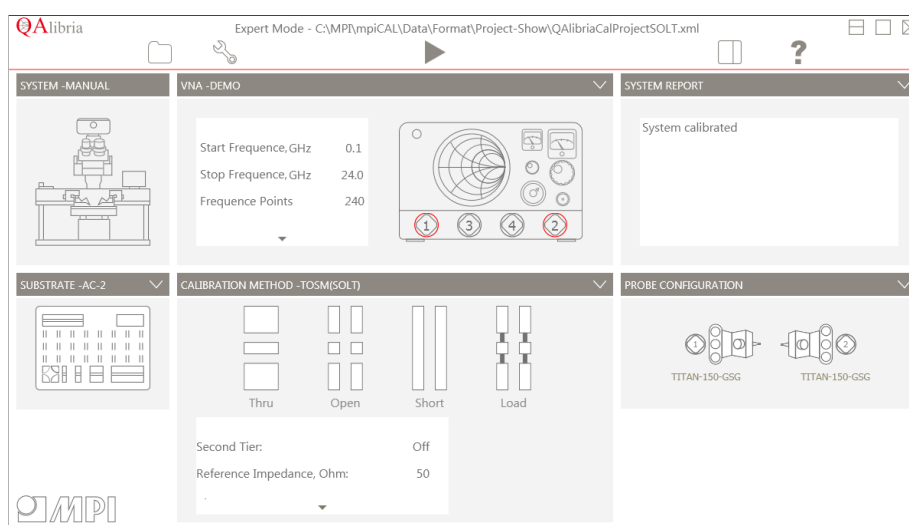 QAlibria
Expert Mode - C:\MPI\mpiCAL\Data\Format\Project-Show\QAlibriaCalProjectSOLT.xml
?
SYSTEM -MANUAL
VNA -DEMO
SYSTEM REPORT
Start Frequence, GHz 0.1
Stop Frequence, GHz 24.0
Frequence Points 240
1 3 4 2
System calibrated
SUBSTRATE -AC-2
CALIBRATION METHOD -TOSM(SOLT)
PROBE CONFIGURATION
Thru Open Short Load
1 2
TITAN-150-GSG TITAN-150-GSG
Second Tier: Off
Reference Impedance, Ohm: 50
MPI